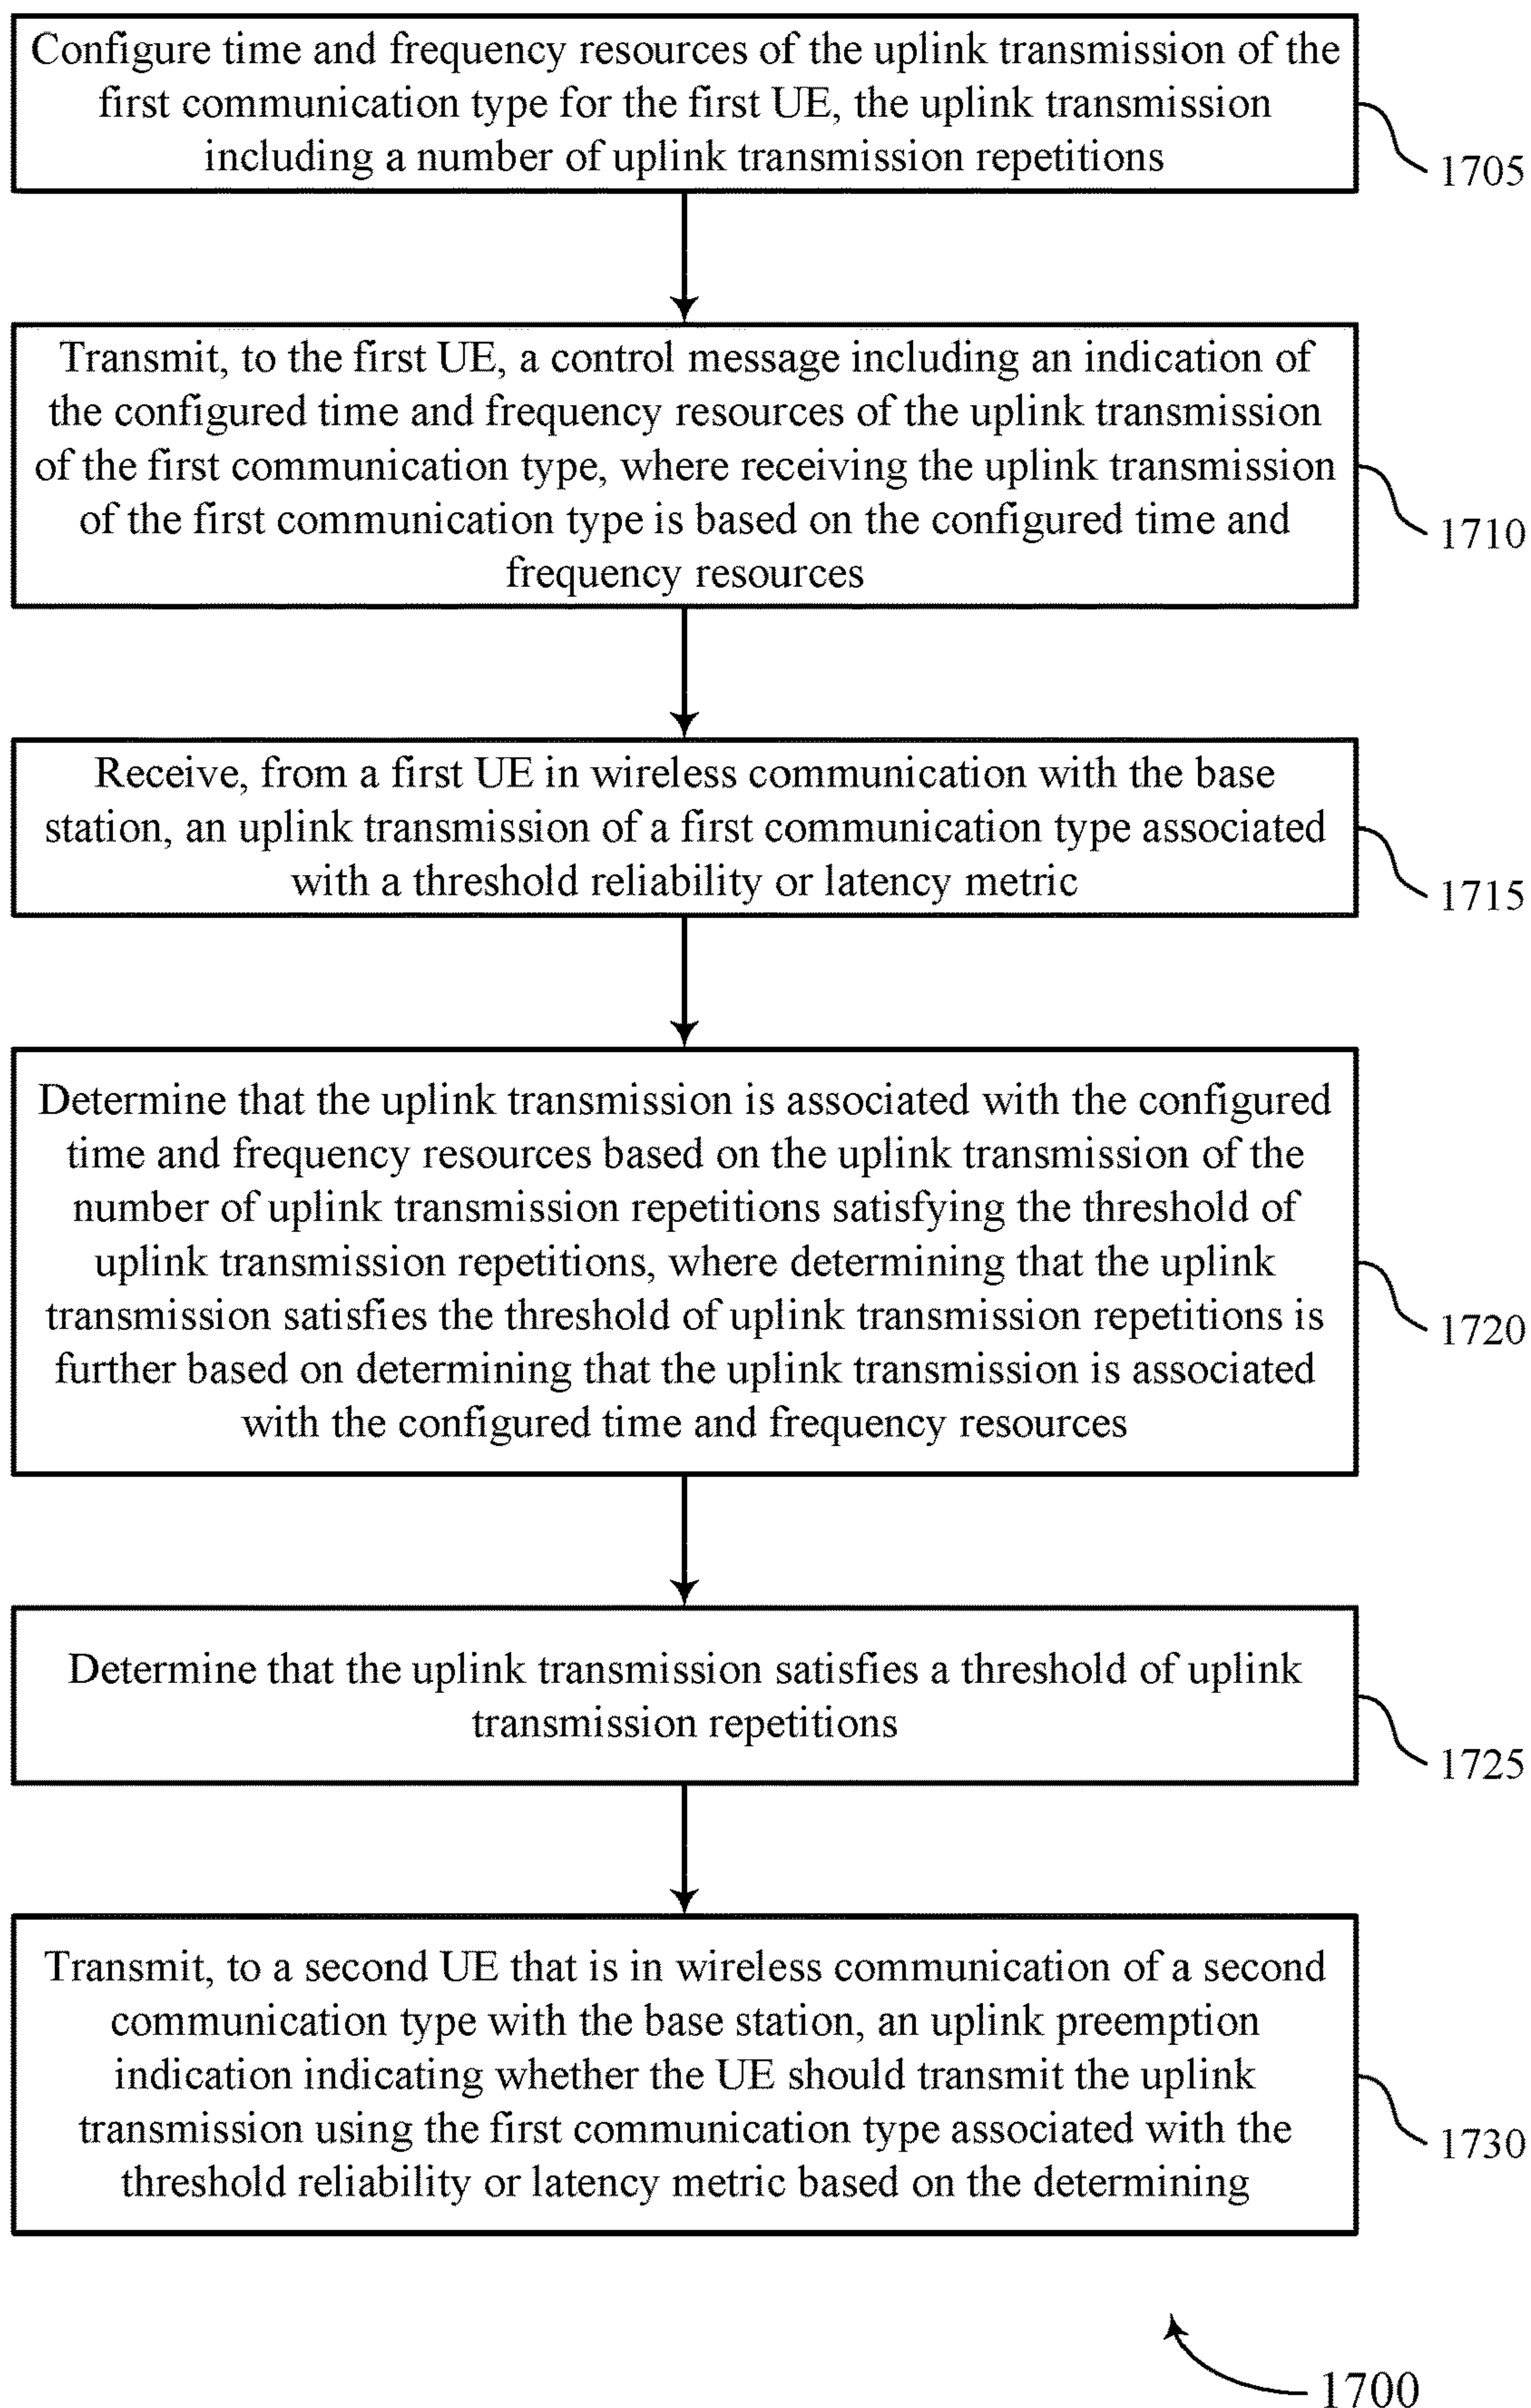 Configure time and frequency resources of the uplink transmission of the
first communication type for the first UE, the uplink transmission
including a number of uplink transmission repetitions
1705
Transmit, to the first UE, a control message including an indication of
the configured time and frequency resources of the uplink transmission
of the first communication type, where receiving the uplink transmission
of the first communication type is based on the configured time and
frequency resources
1710
Receive, from a first UE in wireless communication with the base
station, an uplink transmission of a first communication type associated
with a threshold reliability or latency metric
1715
Determine that the uplink transmission is associated with the configured
time and frequency resources based on the uplink transmission of the
number of uplink transmission repetitions satisfying the threshold of
uplink transmission repetitions, where determining that the uplink
transmission satisfies the threshold of uplink transmission repetitions is
further based on determining that the uplink transmission is associated
with the configured time and frequency resources
1720
Determine that the uplink transmission satisfies a threshold of uplink
transmission repetitions
1725
Transmit, to a second UE that is in wireless communication of a second
communication type with the base station, an uplink preemption
indication indicating whether the UE should transmit the uplink
transmission using the first communication type associated with the
threshold reliability or latency metric based on the determining
1730
1700